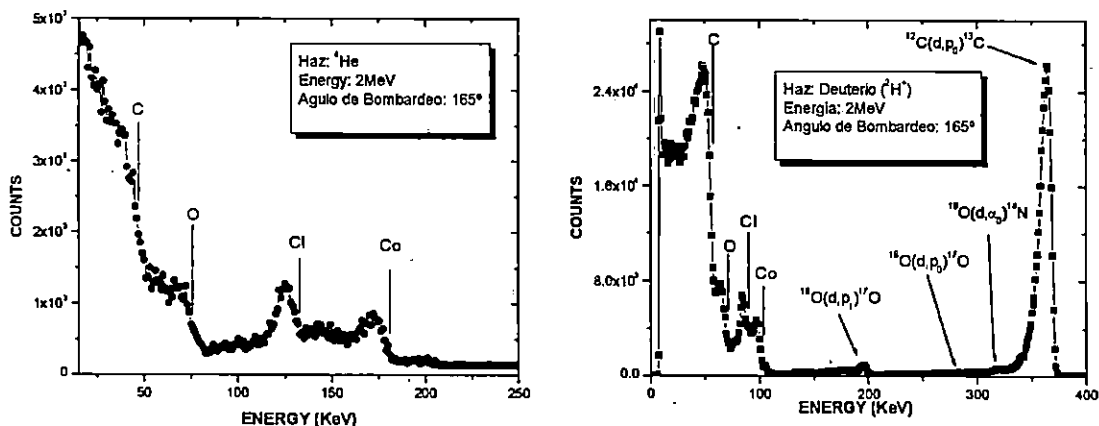 5x10³
4x10³
3x10³
2x10³
1x10³
0
COUNTS
C
O
Cl
Co
Haz: ⁴He
Energy: 2MeV
Agulo de Bombardeo: 165º
50
100
150
200
250
ENERGY [KeV]
2.4x10⁴
1.6x10⁴
8.0x10³
0.0
COUNTS
C
O
Cl
Co
Haz: Deuterio (²H⁺)
Energia: 2MeV
Angulo de Bombardeo: 165º
¹²C(d,p₀)¹³C
¹⁶O(d,α₀)¹⁴N
¹⁶O(d,p₀)¹⁷O
¹⁶O(d,p₁)¹⁷O
0
100
200
300
400
ENERGY [KeV]